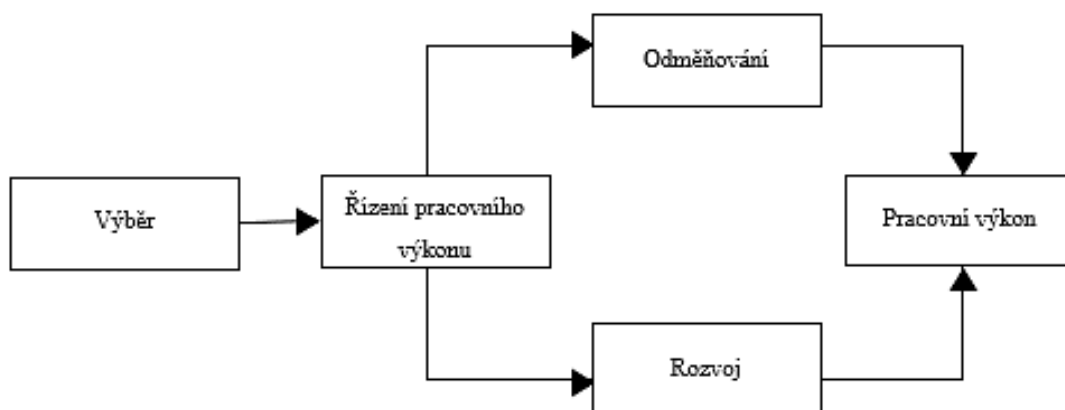 Odměňování
Výběr
Řízení pracovního
výkonu
Pracovní výkon
Rozvoj